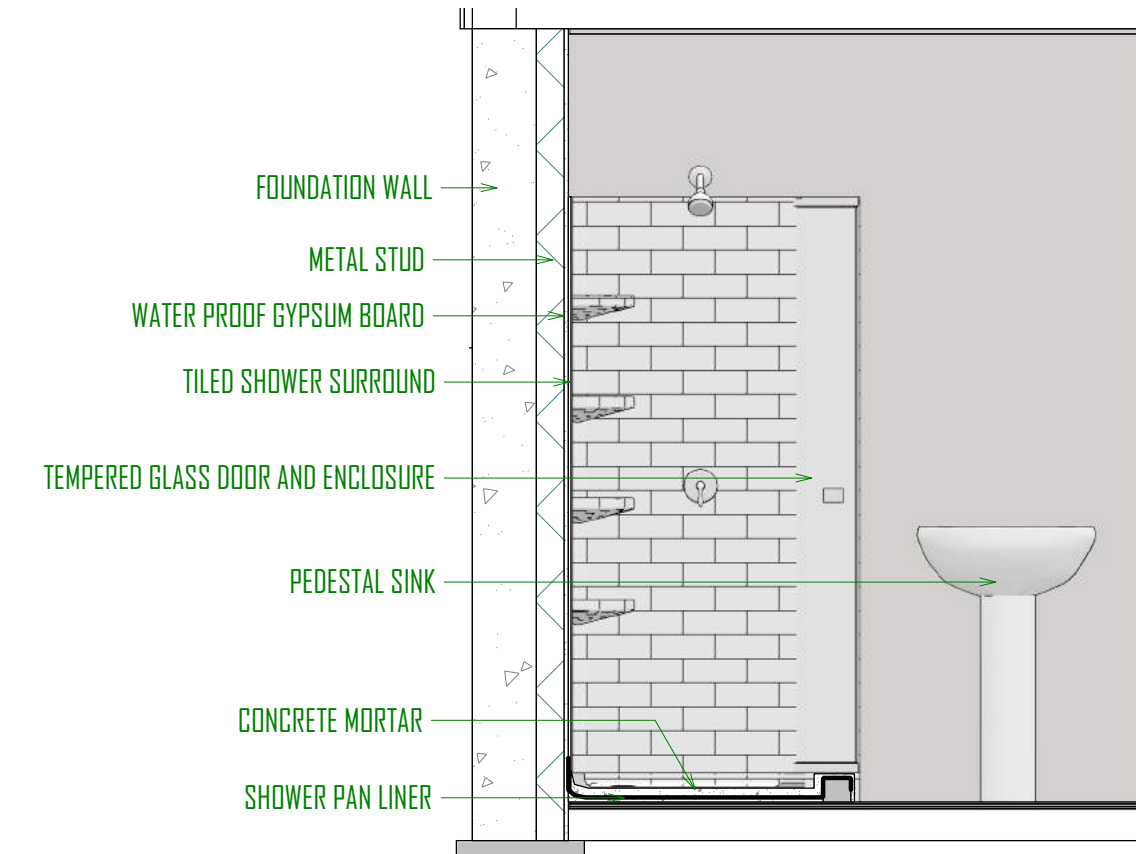 FOUNDATION WALL
METAL STUD
WATER PROOF GYPSUM BOARD
TILED SHOWER SURROUND
TEMPERED GLASS DOOR AND ENCLOSURE
PEDESTAL SINK
CONCRETE MORTAR
SHOWER PAN LINER